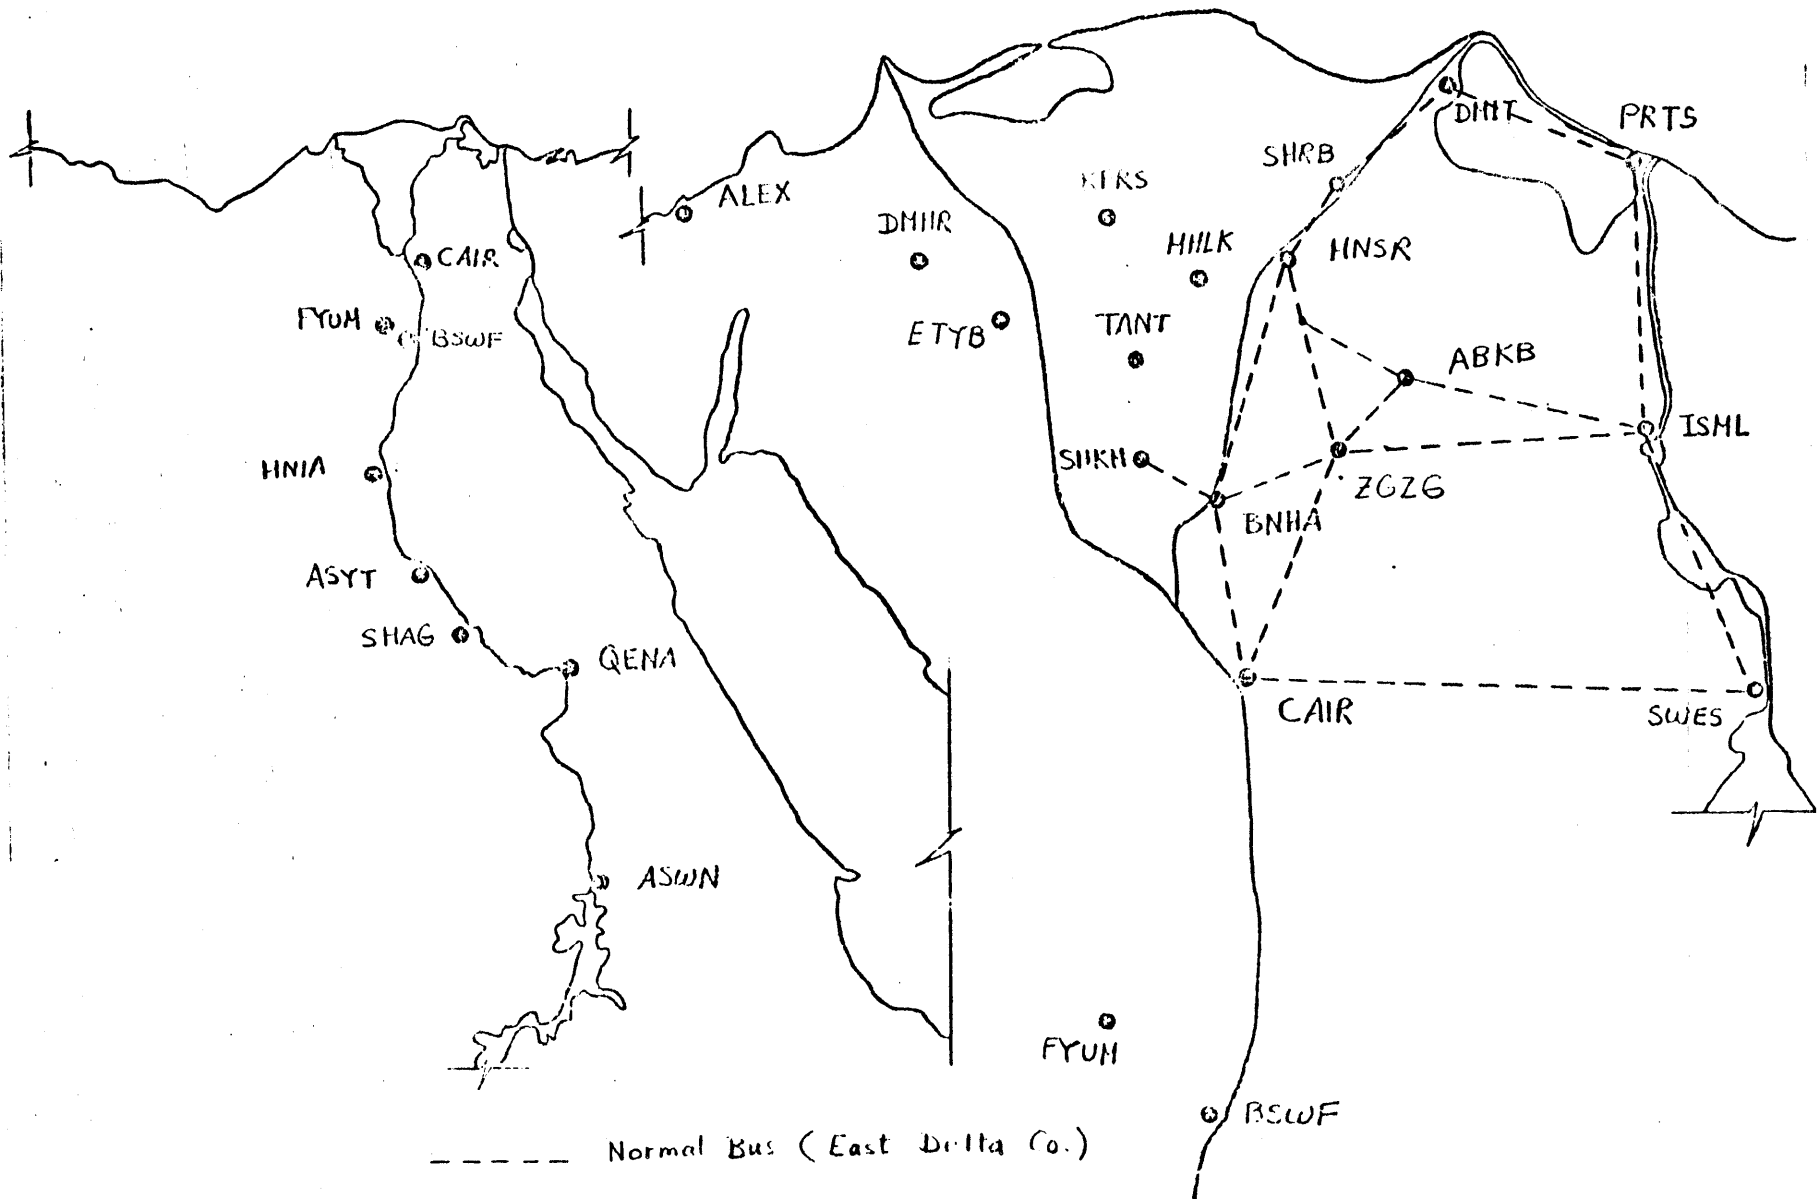 CAIR
FYUM
BSWF
HNIA
ASYT
SHAG
QENA
ASWN
ALEX
DMHR
ETYB
KFRS
HHLK
TANT
SHKH
SHRB
DMT
PRTS
HNSR
ABKB
ISML
ZGZG
BNHA
CAIR
SWES
FYUM
BSWF
Normal Bus (East Delta Co.)